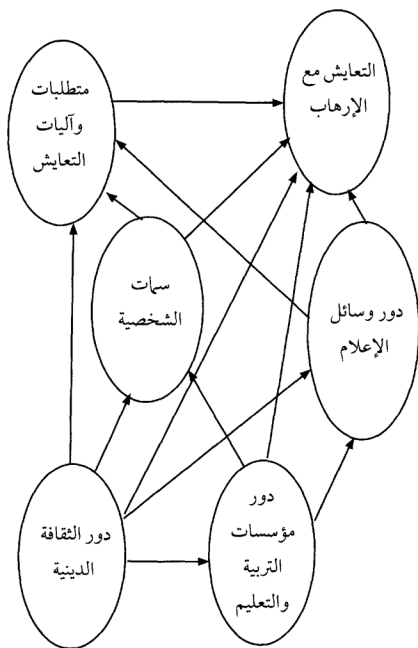 التعايش مع
الإرهاب
متطلبات
وآليات
التعايش
سمات
الشخصية
دور وسائل
الإعلام
دور
مؤسسات
التربية
والتعليم
دور الثقافة
الدينية